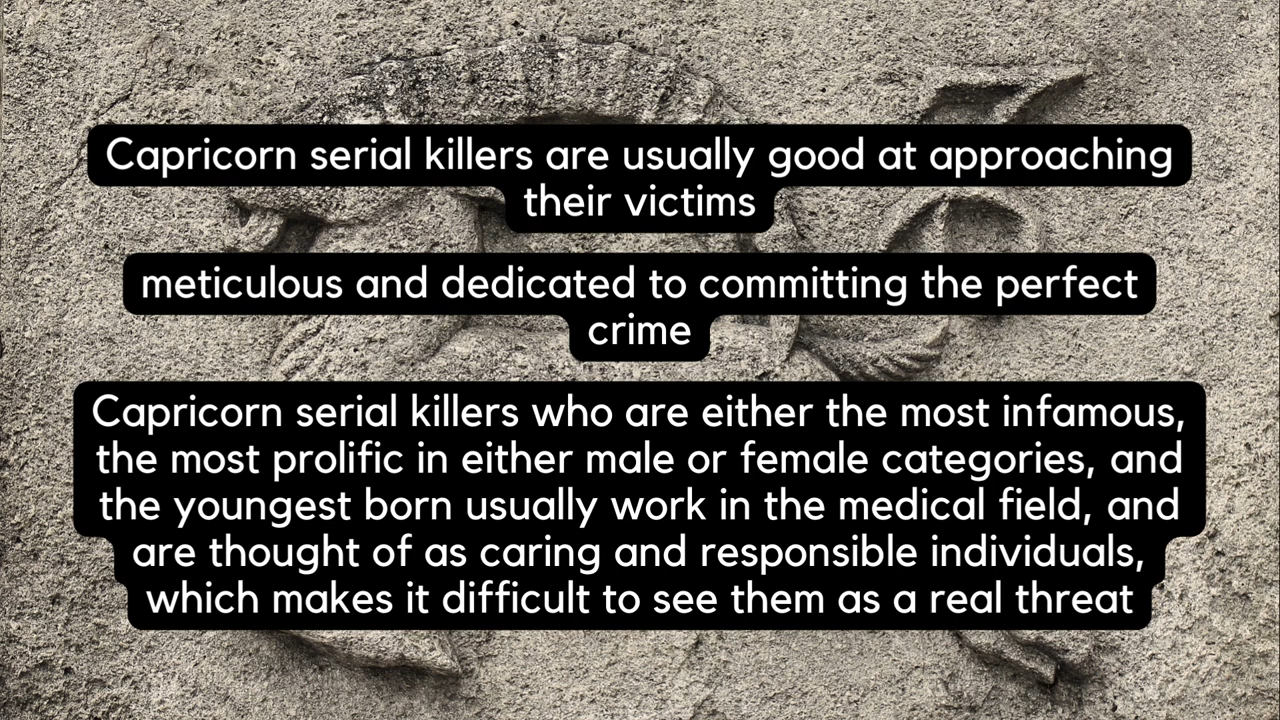 Capricorn serial killers are usually good at approaching
their victims
meticulous and dedicated to committing the perfect
crime
Capricorn serial killers who are either the most infamous,
the most prolific in either male or female categories, and
the youngest born usually work in the medical field, and
are thought of as caring and responsible individuals,
which makes it difficult to see them as a real threat